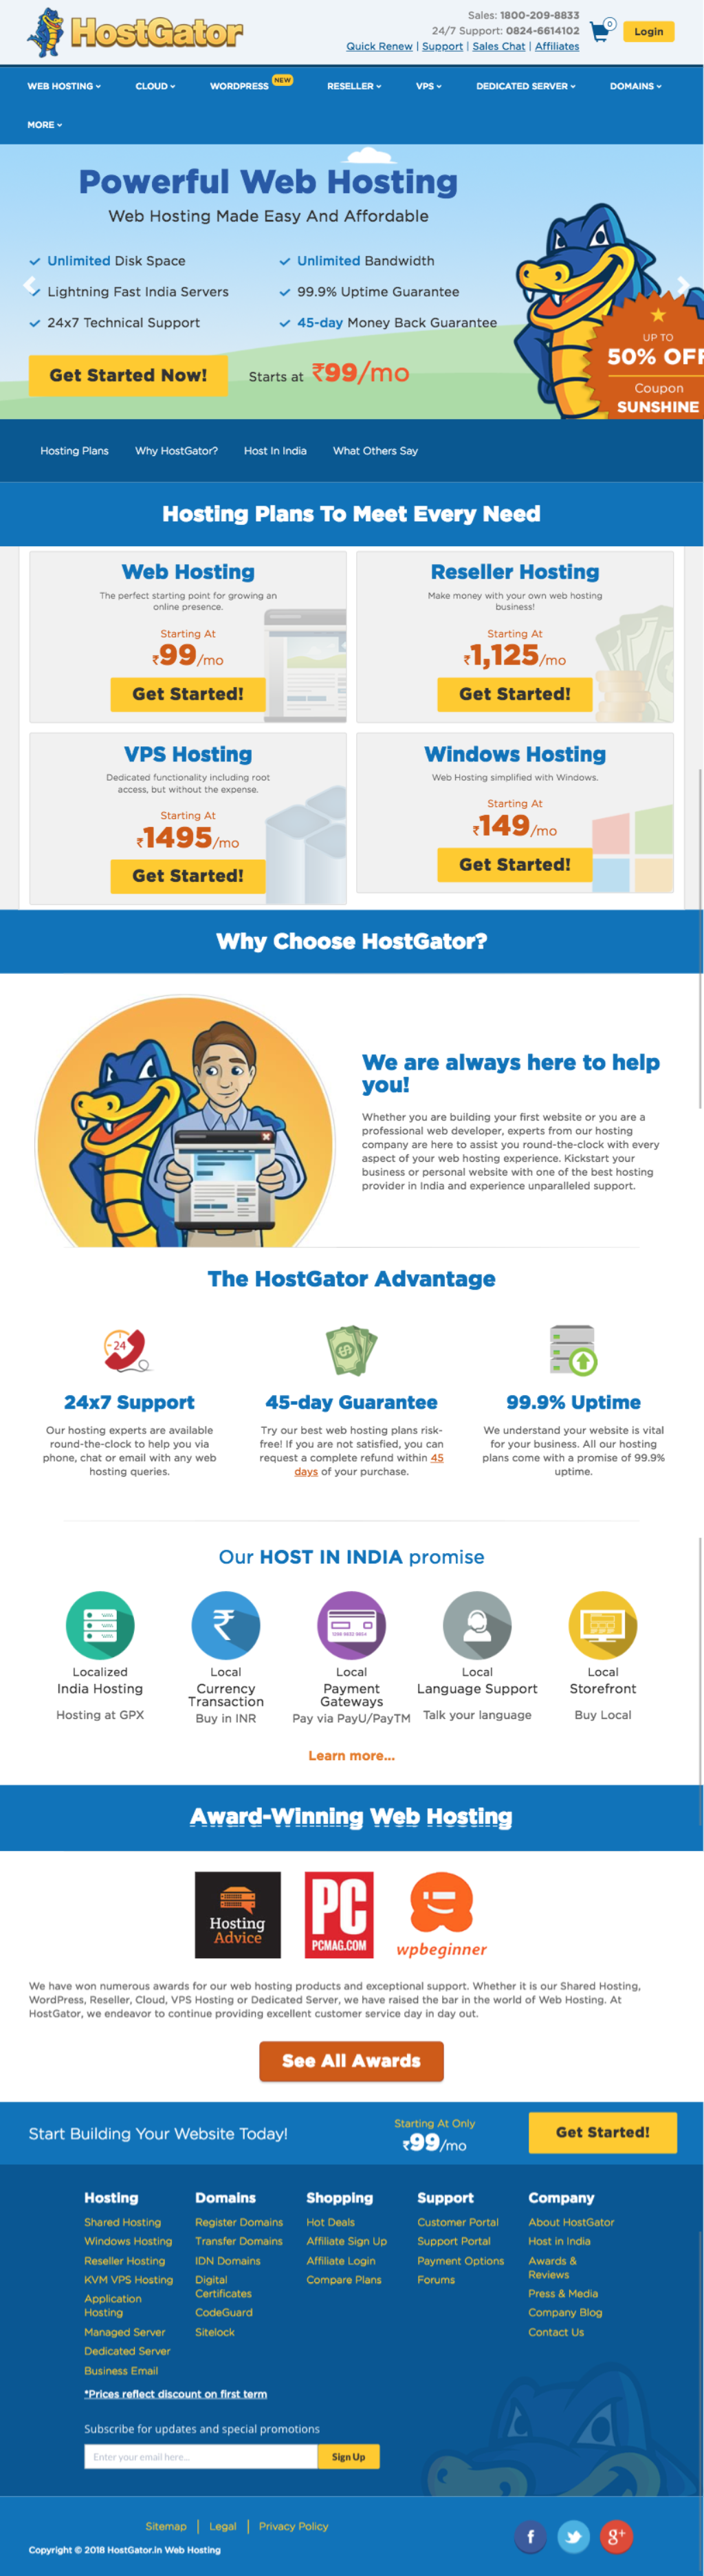 HostGator
Sales: 1800-209-8833
24/7 Support: 0824-6614102
Quick Renew | Support | Sales Chat | Affiliates
0
Login
WEB HOSTING
CLOUD
WORDPRESS
NEW
RESELLER
VPS
DEDICATED SERVER
DOMAINS
MORE
Powerful Web Hosting
Web Hosting Made Easy And Affordable
Unlimited Disk Space
Unlimited Bandwidth
Lightning Fast India Servers
99.9% Uptime Guarantee
24x7 Technical Support
45-day Money Back Guarantee
Get Started Now!
Starts at ₹99/mo
UP TO
50% OFF
Coupon
SUNSHINE
Hosting Plans
Why HostGator?
Host In India
What Others Say
Hosting Plans To Meet Every Need
Web Hosting
The perfect starting point for growing an
online presence.
Starting At
₹99/mo
Get Started!
Reseller Hosting
Make money with your own web hosting
business!
Starting At
₹1,125/mo
Get Started!
VPS Hosting
Dedicated functionality including root
access, but without the expense.
Starting At
₹1495/mo
Get Started!
Windows Hosting
Web Hosting simplified with Windows.
Starting At
₹149/mo
Get Started!
Why Choose HostGator?
We are always here to help
you!
Whether you are building your first website or you are a
professional web developer, experts from our hosting
company are here to assist you round-the-clock with every
aspect of your web hosting experience. Kickstart your
business or personal website with one of the best hosting
provider in India and experience unparalleled support.
The HostGator Advantage
24
24x7 Support
Our hosting experts are available
round-the-clock to help you via
phone, chat or email with any web
hosting queries.
45-day Guarantee
Try our best web hosting plans risk-
free! If you are not satisfied, you can
request a complete refund within 45
days of your purchase.
99.9% Uptime
We understand your website is vital
for your business. All our hosting
plans come with a promise of 99.9%
uptime.
Our HOST IN INDIA promise
Localized
India Hosting
Hosting at GPX
Local
Currency
Transaction
Buy in INR
Local
Payment
Gateways
Pay via PayU/PayTM
Local
Language Support
Talk your language
Local
Storefront
Buy Local
Learn more...
Award-Winning Web Hosting
Hosting
Advice
PC
PCMAG.COM
wpbeginner
We have won numerous awards for our web hosting products and exceptional support. Whether it is our Shared Hosting,
WordPress, Reseller, Cloud, VPS Hosting or Dedicated Server, we have raised the bar in the world of Web Hosting. At
HostGator, we endeavor to continue providing excellent customer service day in day out.
See All Awards
Start Building Your Website Today!
Starting At Only
₹99/mo
Get Started!
Hosting
Shared Hosting
Windows Hosting
Reseller Hosting
KVM VPS Hosting
Application
Hosting
Managed Server
Dedicated Server
Business Email
Domains
Register Domains
Transfer Domains
IDN Domains
Digital
Certificates
CodeGuard
Sitelock
Shopping
Hot Deals
Affiliate Sign Up
Affiliate Login
Compare Plans
Support
Customer Portal
Support Portal
Payment Options
Forums
Company
About HostGator
Host in India
Awards &
Reviews
Press & Media
Company Blog
Contact Us
*Prices reflect discount on first term
Subscribe for updates and special promotions
Enter your email here...
Sign Up
Sitemap | Legal | Privacy Policy
Copyright © 2018 HostGator.in Web Hosting
f
g+